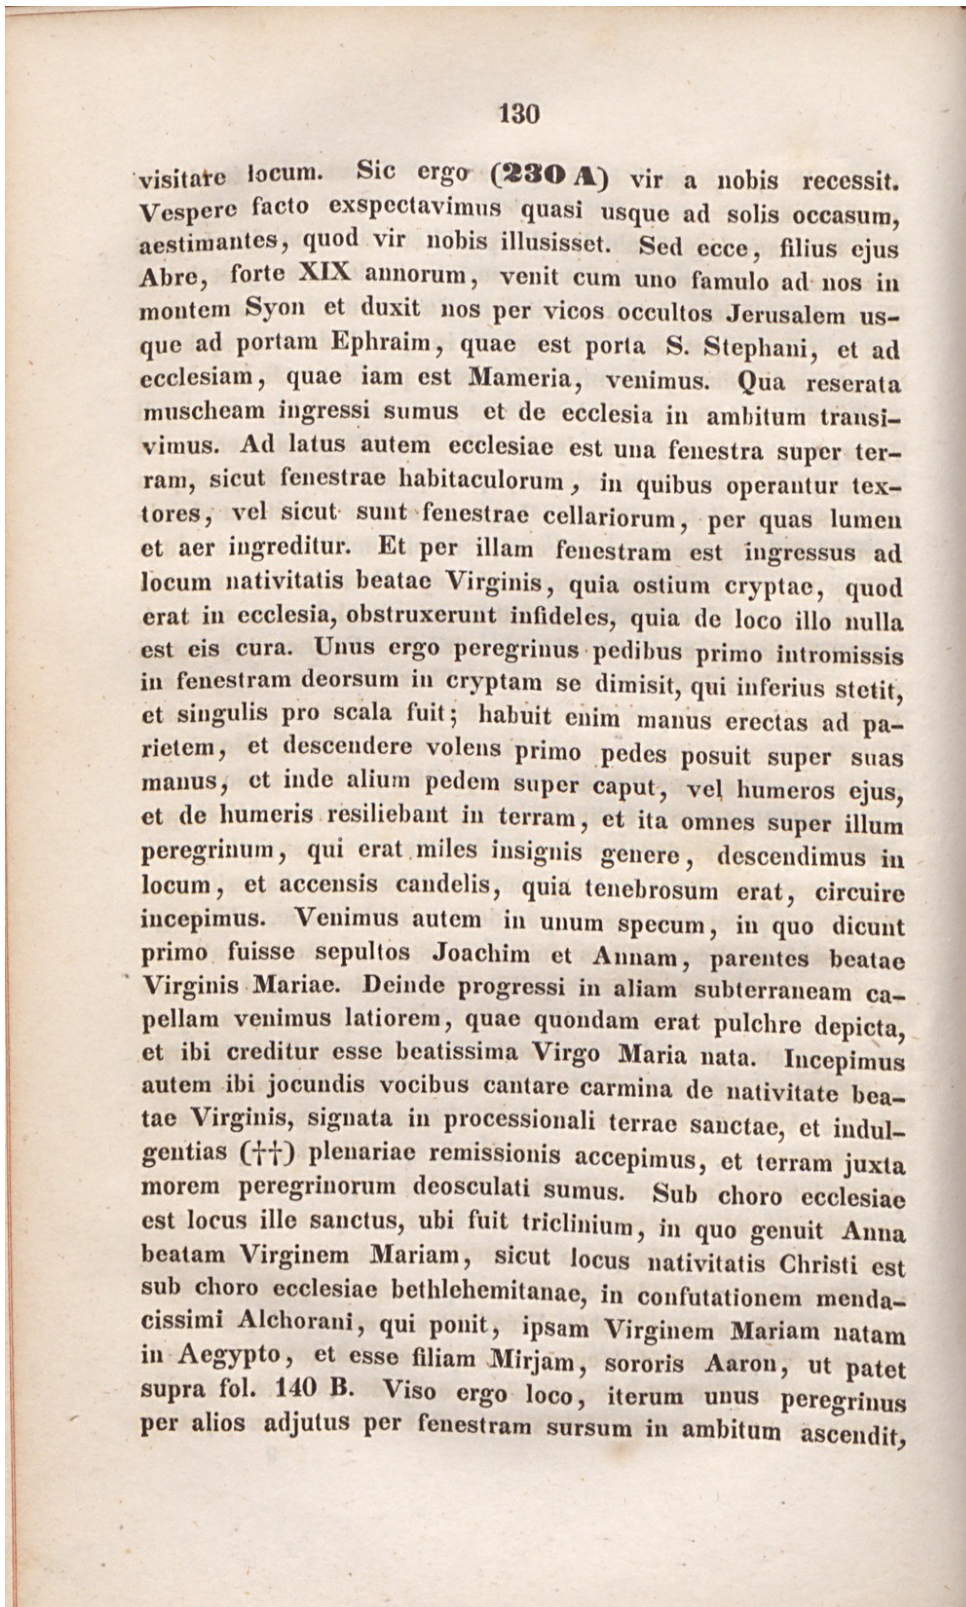 130
visitare locum. Sic ergo (230 A) vir a nobis recessit.
Vespere facto exspectavimus quasi usque ad solis occasum,
aestimantes, quod vir nobis illusisset. Sed ecce, filius ejus
Abre, forte XIX annorum, venit cum uno famulo ad nos in
montem Syon et duxit nos per vicos occultos Jerusalem us-
que ad portam Ephraim, quae est porta S. Stephani, et ad
ecclesiam, quae iam est Mameria, venimus. Qua reserata
muscheam ingressi sumus et de ecclesia in ambitum transi-
vimus. Ad latus autem ecclesiae est una fenestra super ter-
ram, sicut fenestrae habitaculorum, in quibus operantur tex-
tores, vel sicut sunt fenestrae cellariorum, per quas lumen
et aer ingreditur. Et per illam fenestram est ingressus ad
locum nativitatis beatae Virginis, quia ostium cryptae, quod
erat in ecclesia, obstruxerunt infideles, quia de loco illo nulla
est eis cura. Unus ergo peregrinus pedibus primo intromissis
in fenestram deorsum in cryptam se dimisit, qui inferius stetit,
et singulis pro scala fuit; habuit enim manus erectas ad pa-
rietem, et descendere volens primo pedes posuit super suas
manus, et inde alium pedem super caput, vel humeros ejus,
et de humeris resiliebant in terram, et ita omnes super illum
peregrinum, qui erat miles insignis genere, descendimus in
locum, et accensis candelis, quia tenebrosum erat, circuire
incepimus. Venimus autem in unum specum, in quo dicunt
primo fuisse sepultos Joachim et Annam, parentes beatae
Virginis Mariae. Deinde progressi in aliam subterraneam ca-
pellam venimus latiorem, quae quondam erat pulchre depicta,
et ibi creditur esse beatissima Virgo Maria nata. Incepimus
autem ibi jocundis vocibus cantare carmina de nativitate bea-
tae Virginis, signata in processionali terrae sanctae, et indul-
gentias (††) plenariae remissionis accepimus, et terram juxta
morem peregrinorum deosculati sumus. Sub choro ecclesiae
est locus ille sanctus, ubi fuit triclinium, in quo genuit Anna
beatam Virginem Mariam, sicut locus nativitatis Christi est
sub choro ecclesiae bethlehemitanae, in confutationem menda-
cissimi Alchorani, qui ponit, ipsam Virginem Mariam natam
in Aegypto, et esse filiam Mirjam, sororis Aaron, ut patet
supra fol. 140 B. Viso ergo loco, iterum unus peregrinus
per alios adjutus per fenestram sursum in ambitum ascendit,